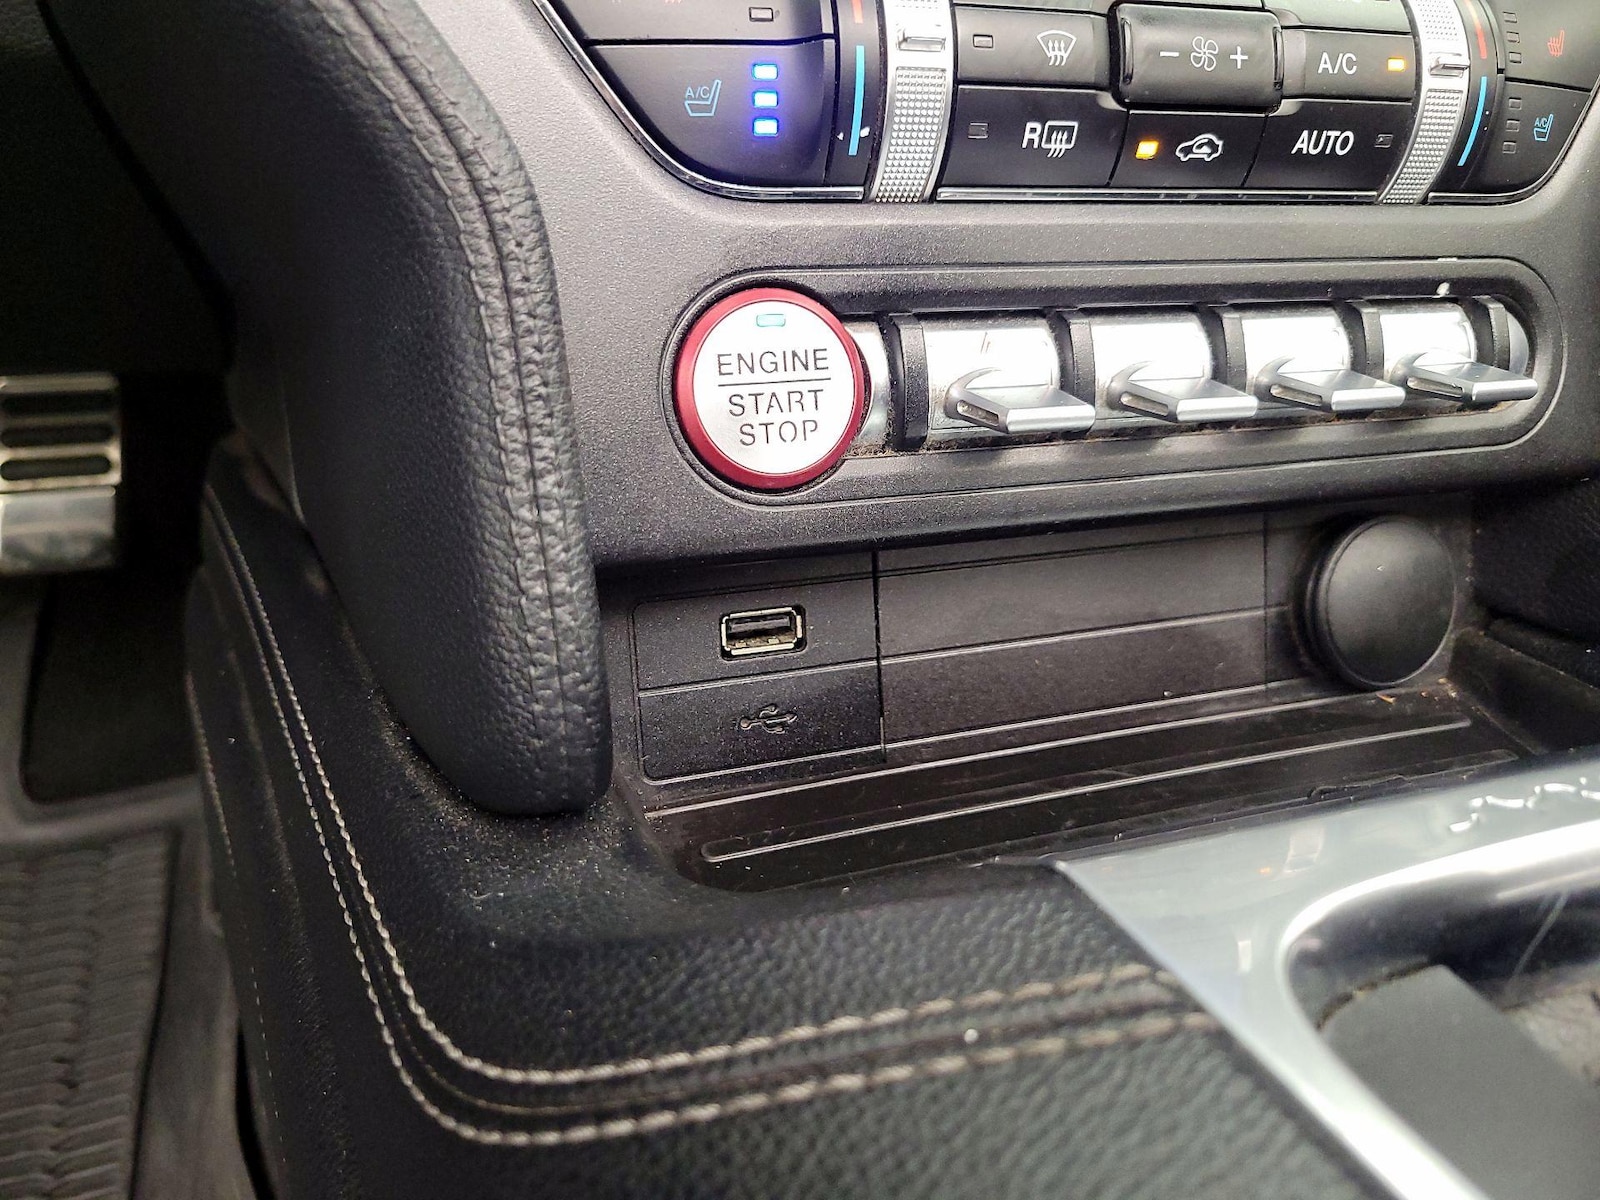 A/C
- +
A/C
A/C
R
AUTO
ENGINE
START
STOP